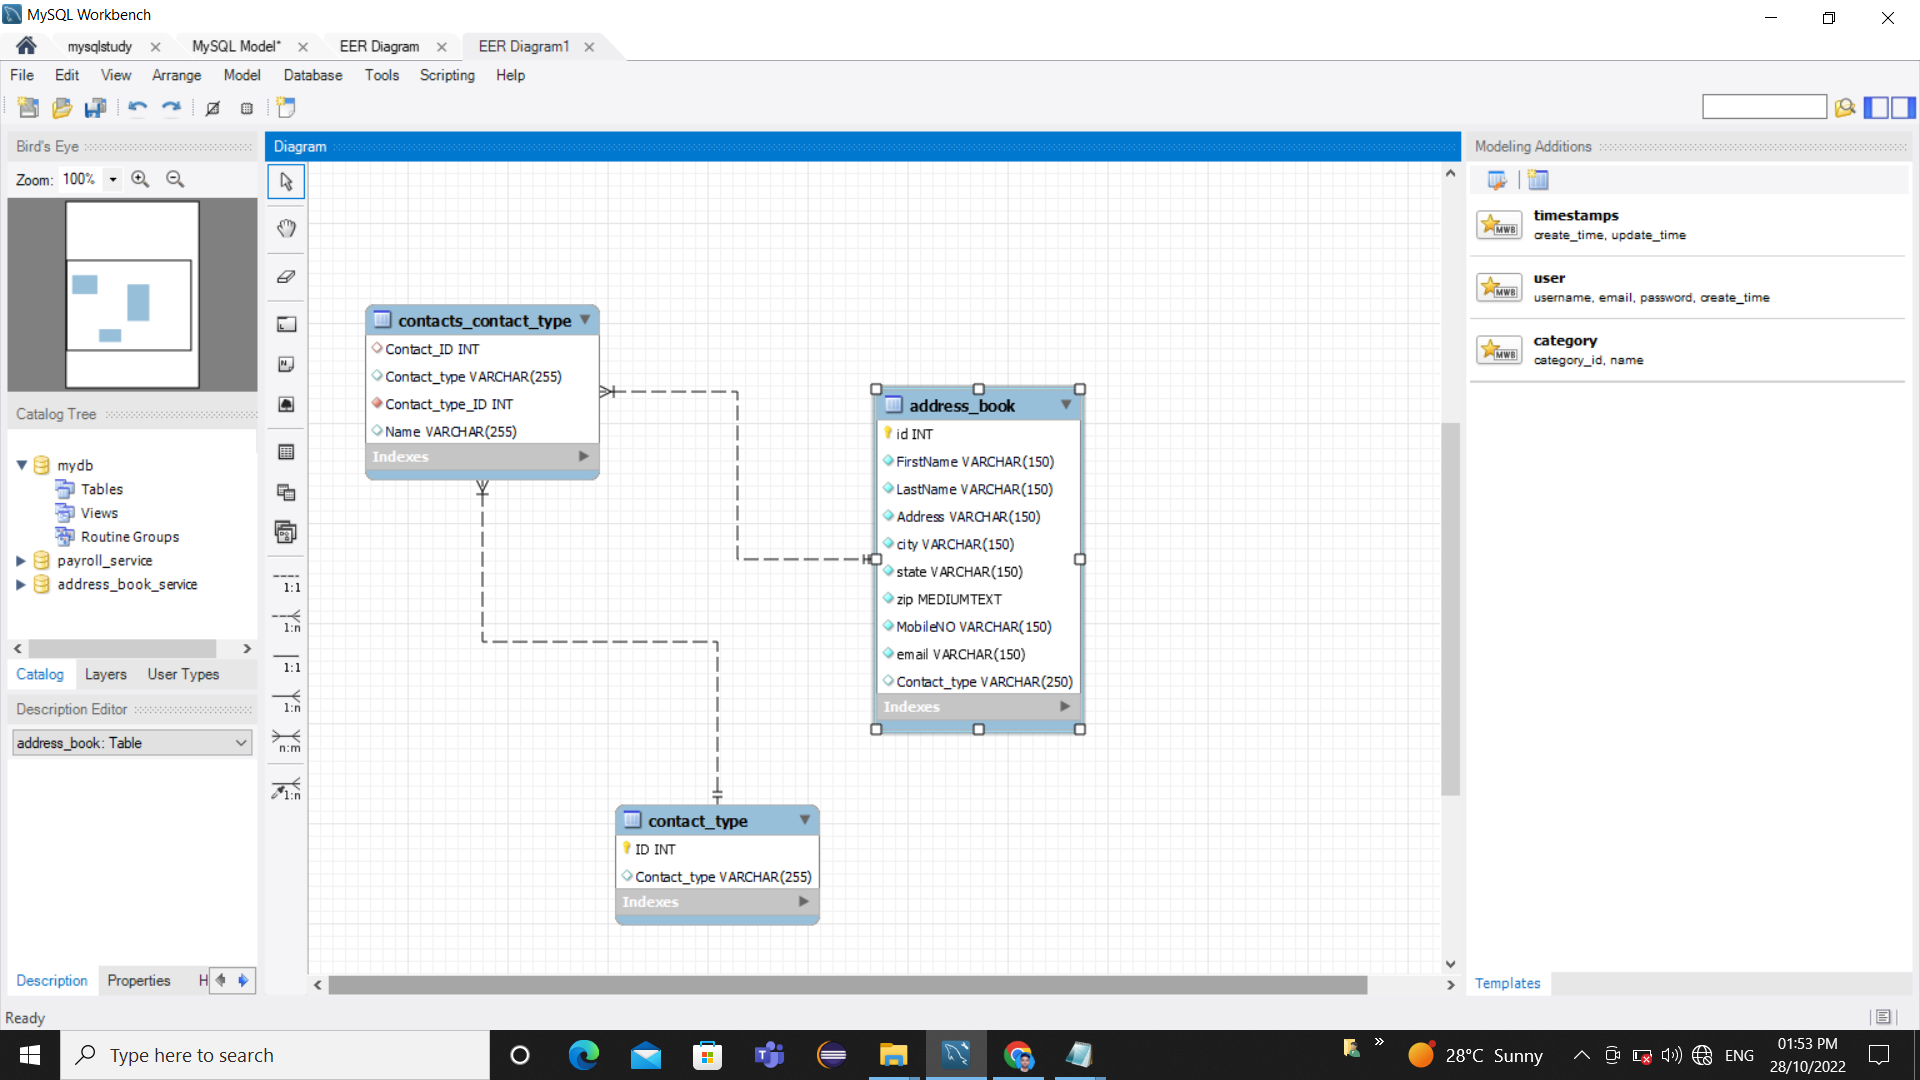 MySQL Workbench
mysqlstudy
MySQL Model*
EER Diagram
EER Diagram1
File Edit View Arrange Model Database Tools Scripting Help
Bird's Eye
Zoom: 100%
Catalog Tree
mydb
Tables
Views
Routine Groups
payroll_service
address_book_service
Catalog Layers User Types
Description Editor
address_book: Table
Description Properties H
Diagram
1:1
1:n
1:1
1:n
n:m
1:n
contacts_contact_type
Contact_ID INT
Contact_type VARCHAR(255)
Contact_type_ID INT
Name VARCHAR(255)
Indexes
address_book
id INT
FirstName VARCHAR(150)
LastName VARCHAR(150)
Address VARCHAR(150)
city VARCHAR(150)
state VARCHAR(150)
zip MEDIUMTEXT
MobileNO VARCHAR(150)
email VARCHAR(150)
Contact_type VARCHAR(250)
Indexes
contact_type
ID INT
Contact_type VARCHAR(255)
Indexes
Modeling Additions
MWB
timestamps
create_time, update_time
MWB
user
username, email, password, create_time
MWB
category
category_id, name
Templates
Ready
Type here to search
28°C Sunny
ENG
01:53 PM
28/10/2022